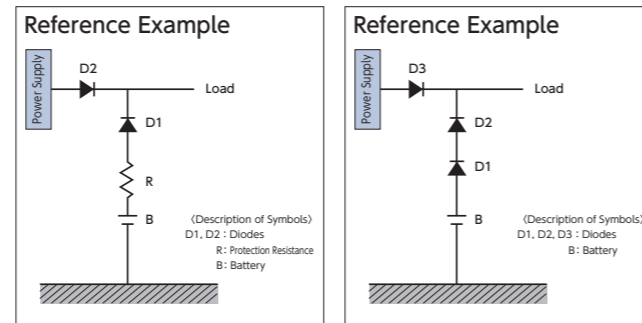 Reference Example
Power Supply
D2
Load
D1
R
B
〈Description of Symbols〉
D1, D2 : Diodes
R : Protection Resistance
B : Battery
Reference Example
Power Supply
D3
Load
D2
D1
B
〈Description of Symbols〉
D1, D2, D3 : Diodes
B : Battery